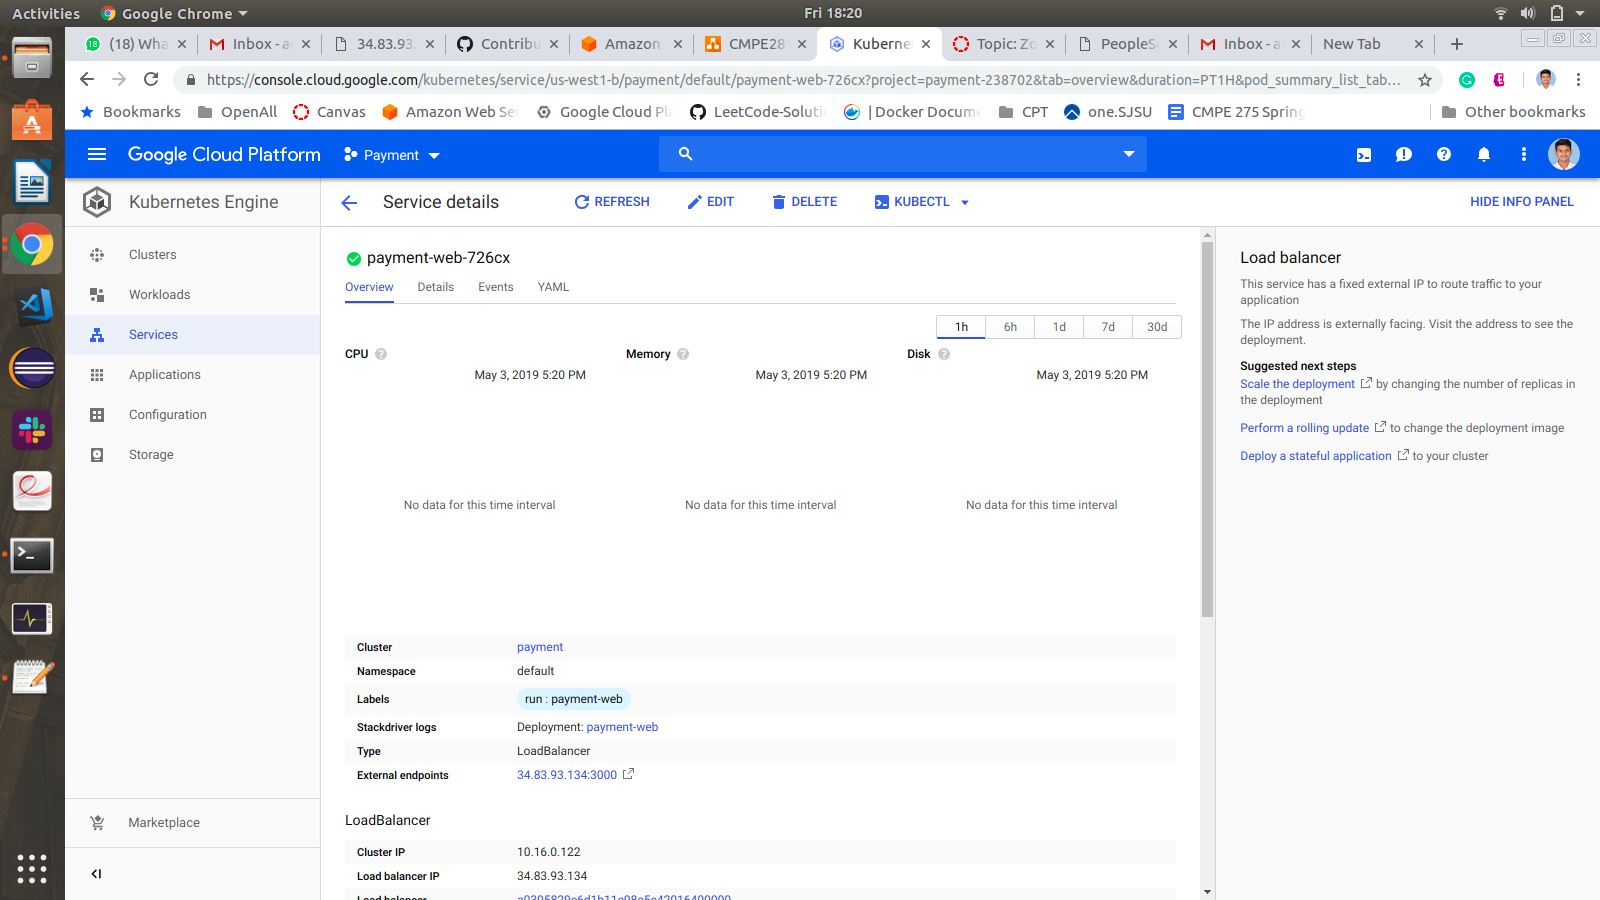 Activities
Google Chrome
Fri 18:20
(18) Wha
Inbox - a
34.83.93.
Contribu
Amazon
CMPE28
Kuberne
Topic: Zo
PeopleSo
Inbox - a
New Tab
https://console.cloud.google.com/kubernetes/service/us-west1-b/payment/default/payment-web-726cx?project=payment-238702&tab=overview&duration=PT1H&pod_summary_list_tab...
Bookmarks
OpenAll
Canvas
Amazon Web Se
Google Cloud Pl
LeetCode-Soluti
| Docker Docume
CPT
one.SJSU
CMPE 275 Spring
Other bookmarks
Google Cloud Platform
Payment
Kubernetes Engine
Service details
REFRESH
EDIT
DELETE
KUBECTL
HIDE INFO PANEL
Clusters
Workloads
Services
Applications
Configuration
Storage
Marketplace
payment-web-726cx
Overview
Details
Events
YAML
1h
6h
1d
7d
30d
CPU
Memory
Disk
May 3, 2019 5:20 PM
May 3, 2019 5:20 PM
May 3, 2019 5:20 PM
No data for this time interval
No data for this time interval
No data for this time interval
Cluster payment
Namespace default
Labels run : payment-web
Stackdriver logs Deployment: payment-web
Type LoadBalancer
External endpoints 34.83.93.134:3000
LoadBalancer
Cluster IP 10.16.0.122
Load balancer IP 34.83.93.134
Load balancer
Load balancer
This service has a fixed external IP to route traffic to your
application
The IP address is externally facing. Visit the address to see the
deployment.
Suggested next steps
Scale the deployment by changing the number of replicas in
the deployment
Perform a rolling update to change the deployment image
Deploy a stateful application to your cluster